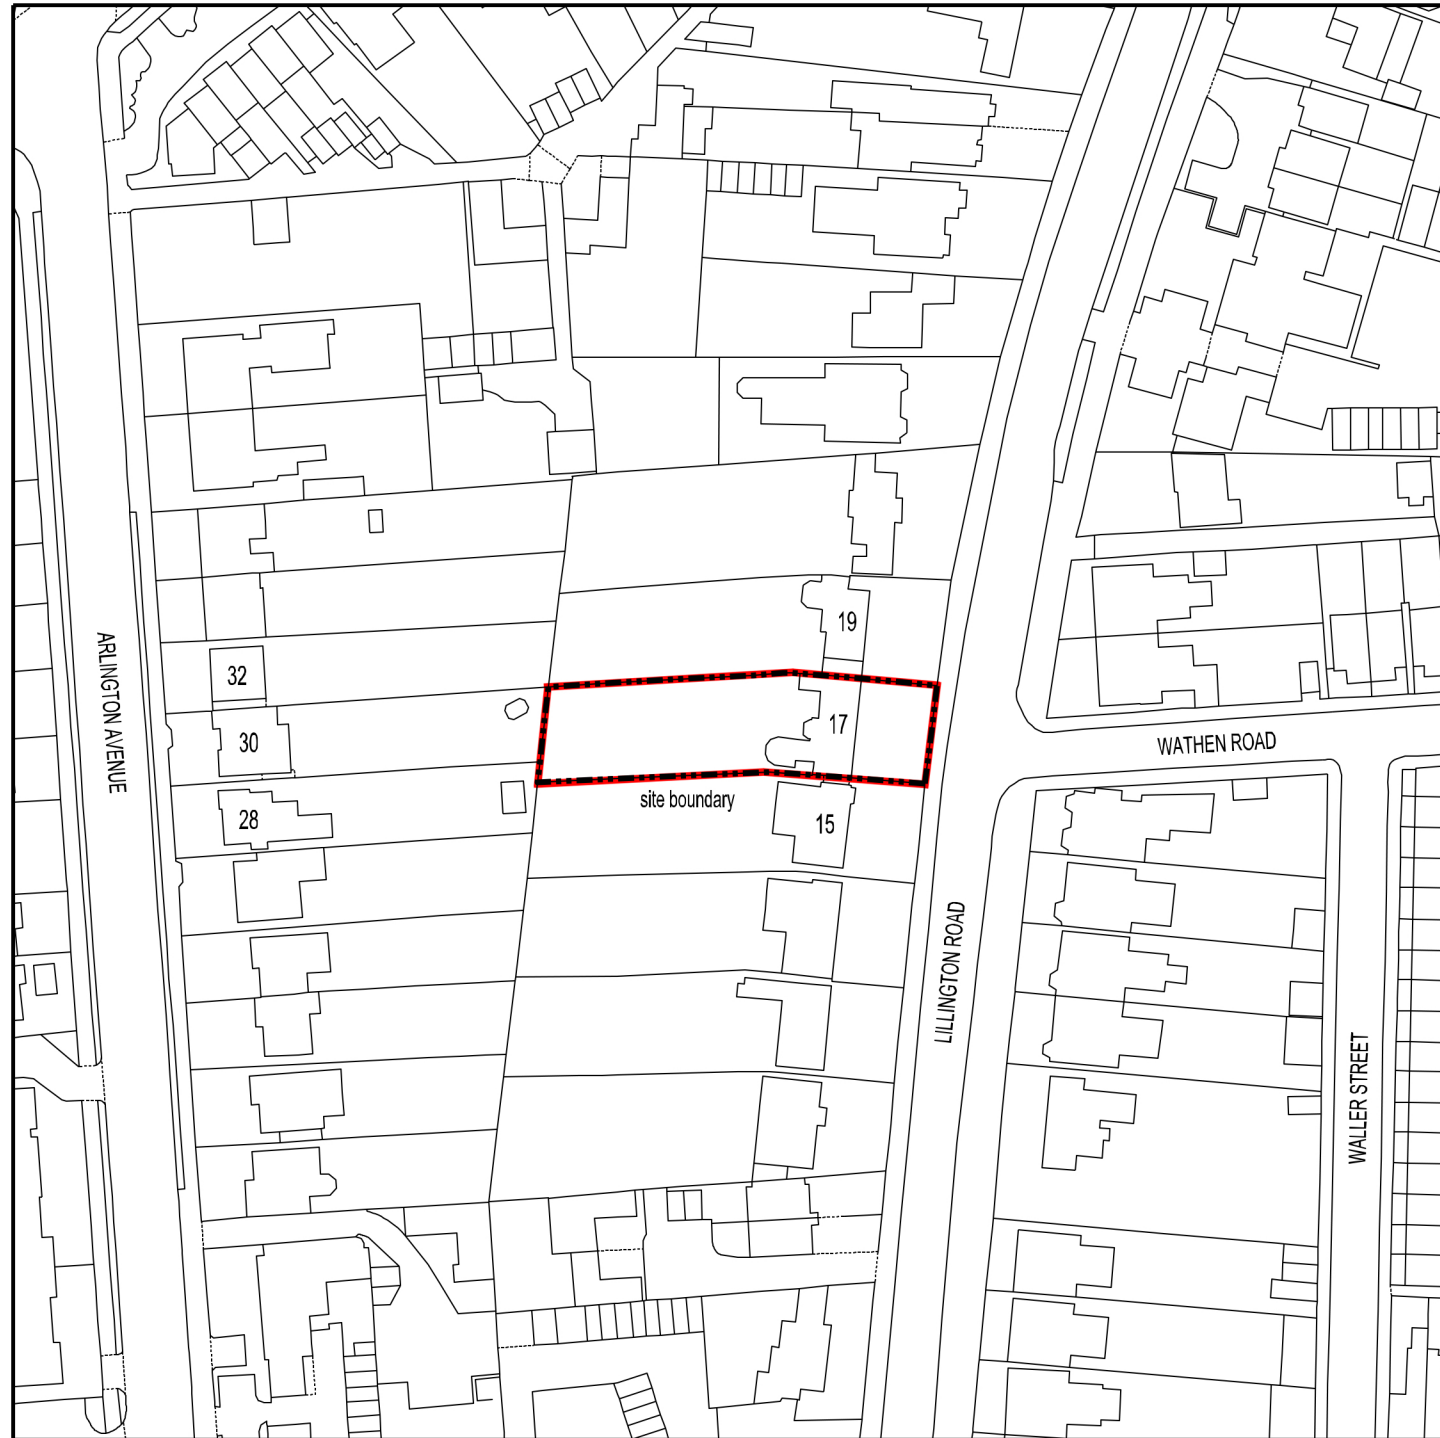 19
32
ARLINGTON AVENUE
17
30
WATHEN ROAD
site boundary
28
15
LILLINGTON ROAD
WALLER STREET